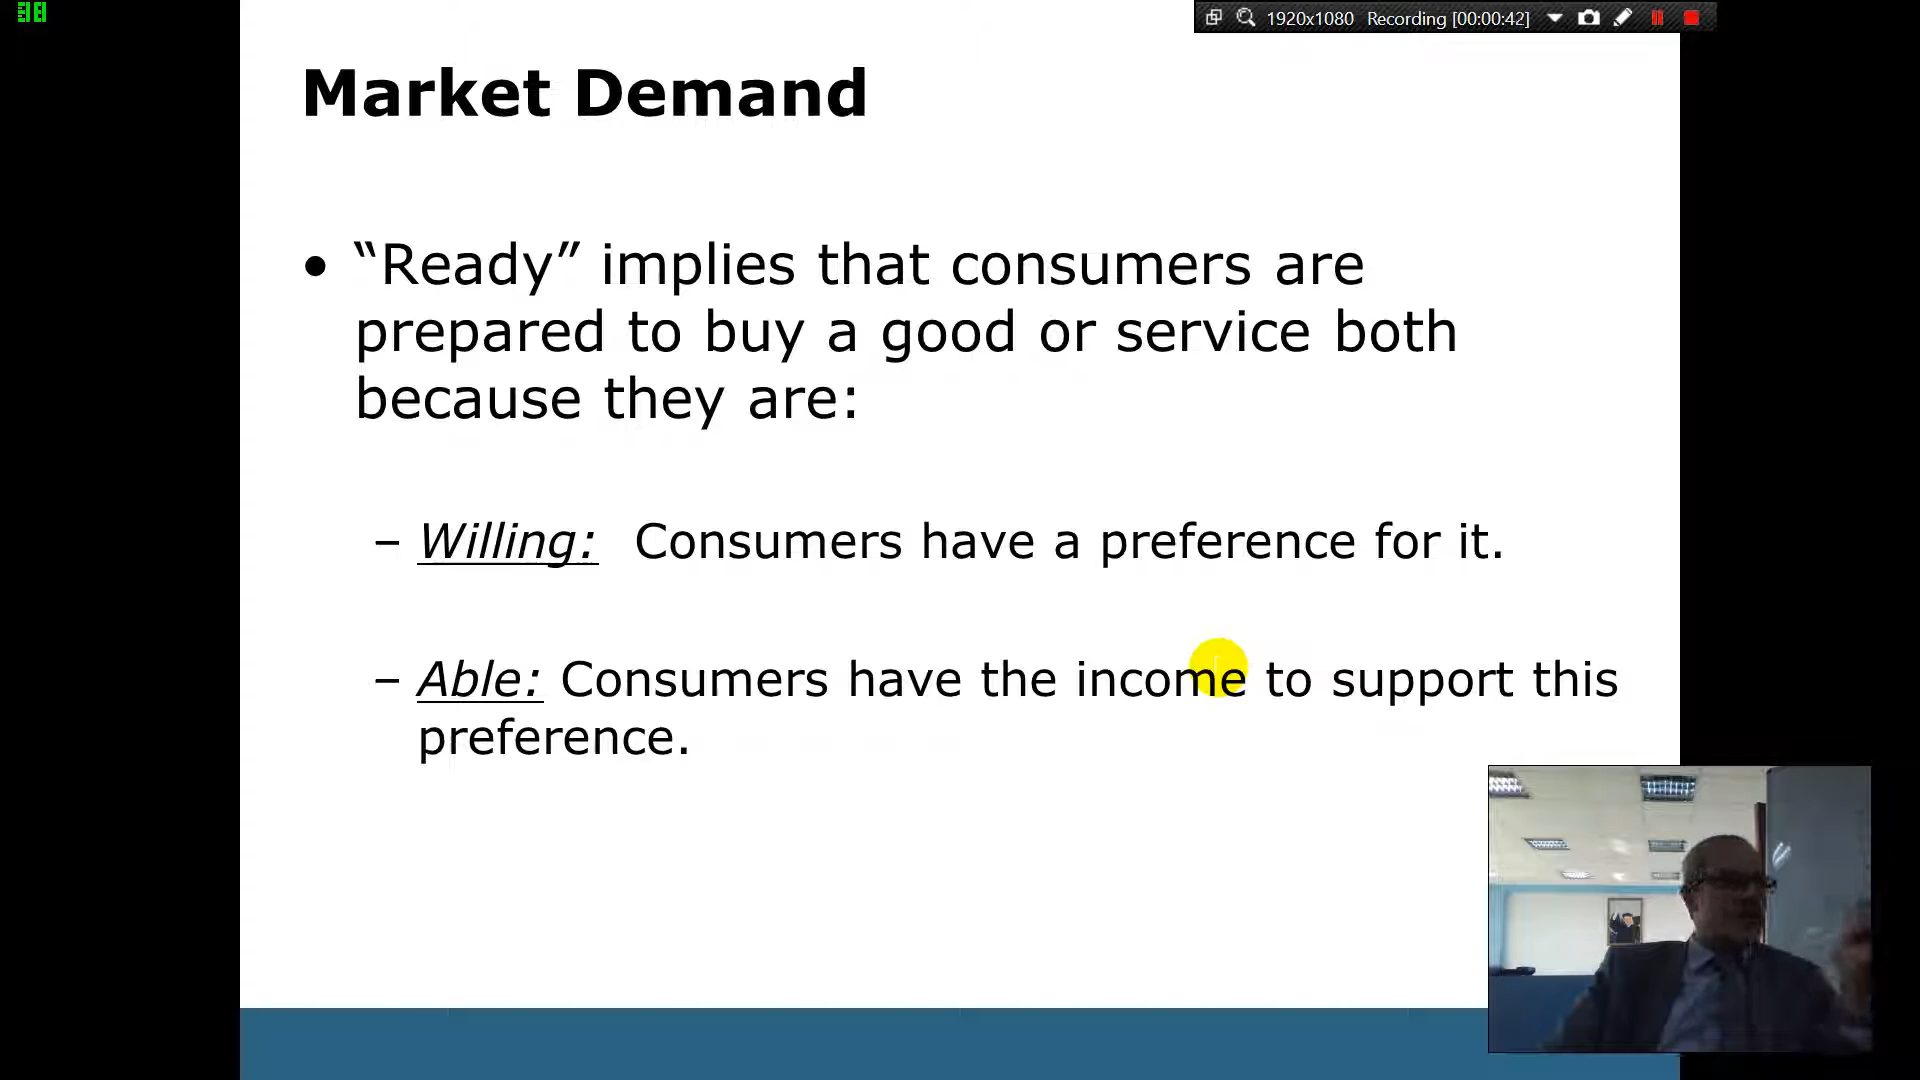 38
1920x1080 Recording [00:00:42]
Market Demand
• “Ready” implies that consumers are
prepared to buy a good or service both
because they are:
– Willing: Consumers have a preference for it.
– Able: Consumers have the income to support this
preference.